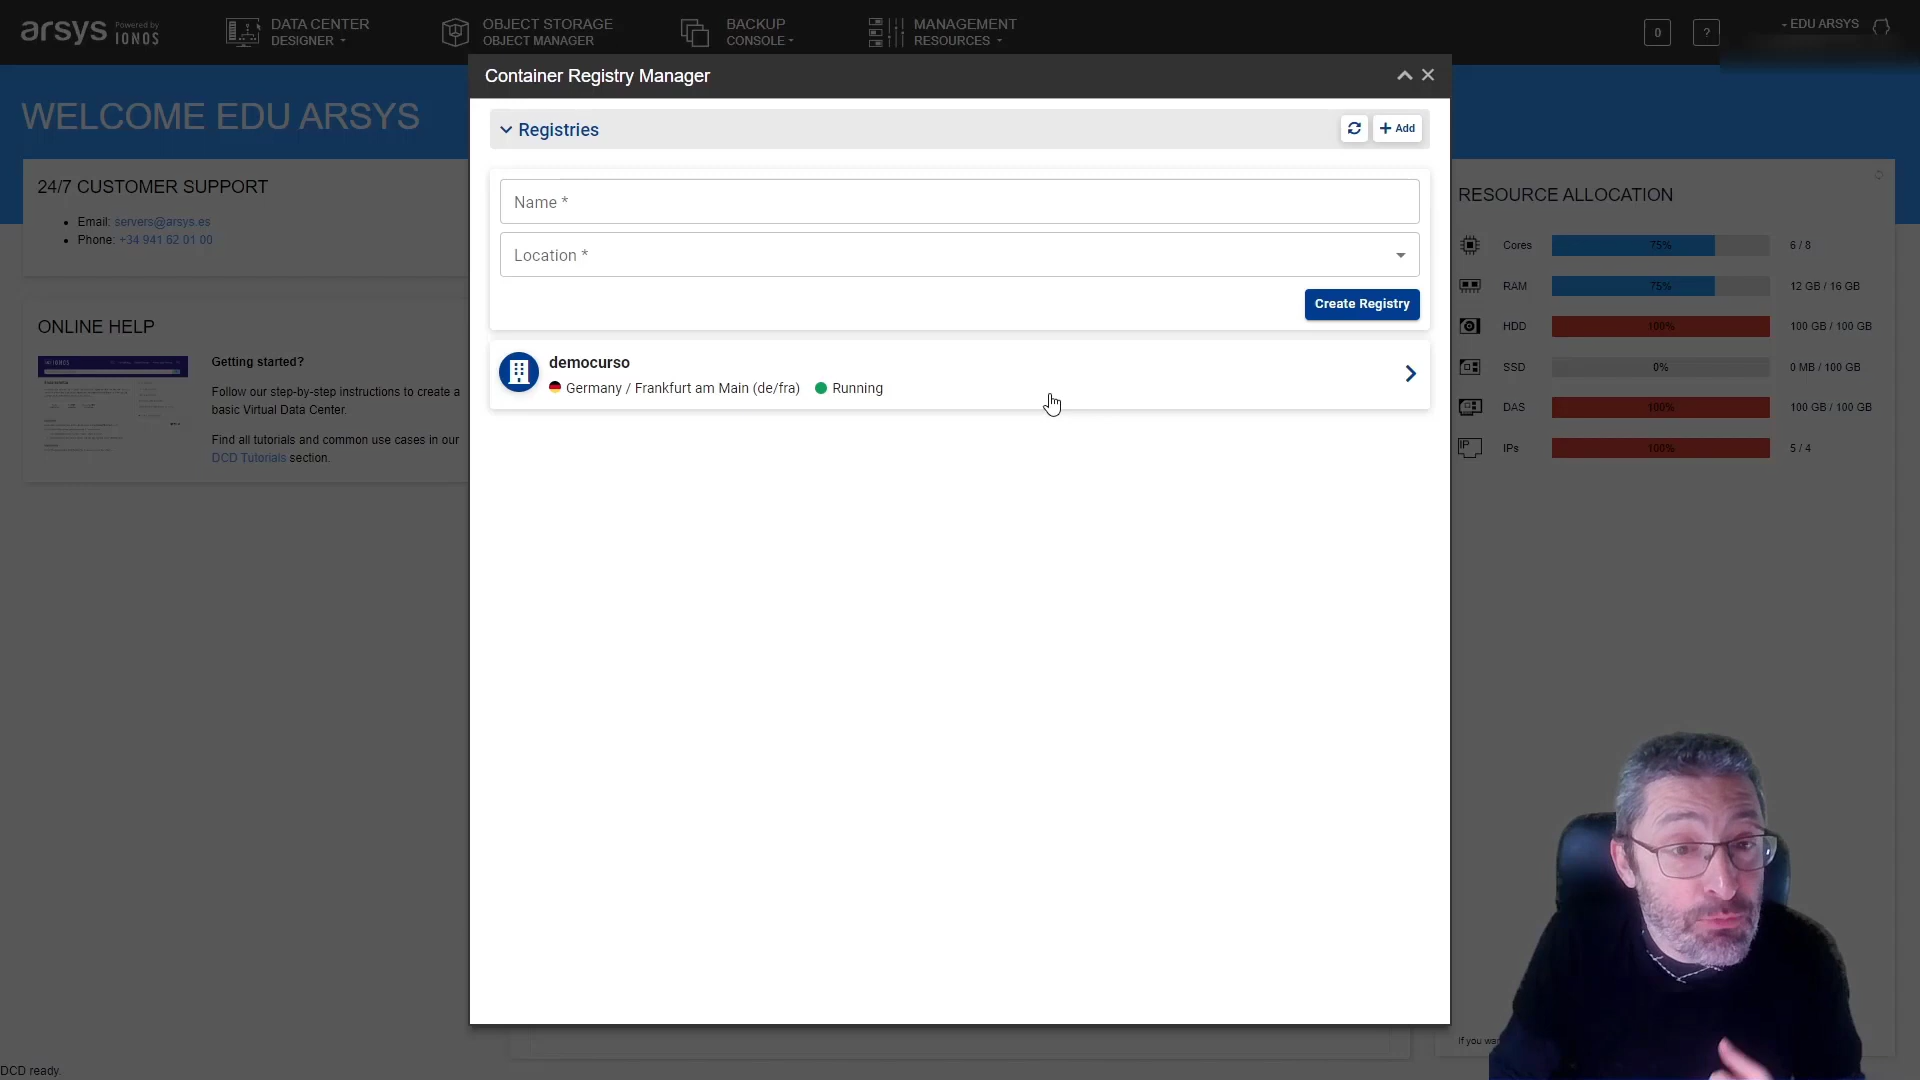 arsys Powered by IONOS
DATA CENTER
DESIGNER
OBJECT STORAGE
OBJECT MANAGER
BACKUP
CONSOLE
MANAGEMENT
RESOURCES
0
?
- EDU ARSYS
Container Registry Manager
WELCOME EDU ARSYS
Registries
Add
24/7 CUSTOMER SUPPORT
Email: servers@arsys.es
Phone: +34 941 62 01 00
Name *
Location *
Create Registry
democurso
Germany / Frankfurt am Main (de/fra)
Running
ONLINE HELP
Getting started?
Follow our step-by-step instructions to create a
basic Virtual Data Center.
Find all tutorials and common use cases in our
DCD Tutorials section.
RESOURCE ALLOCATION
Cores 75% 6 / 8
RAM 75% 12 GB / 16 GB
HDD 100% 100 GB / 100 GB
SSD 0% 0 MB / 100 GB
DAS 100% 100 GB / 100 GB
IP IPs 100% 5 / 4
If you
DCD ready.